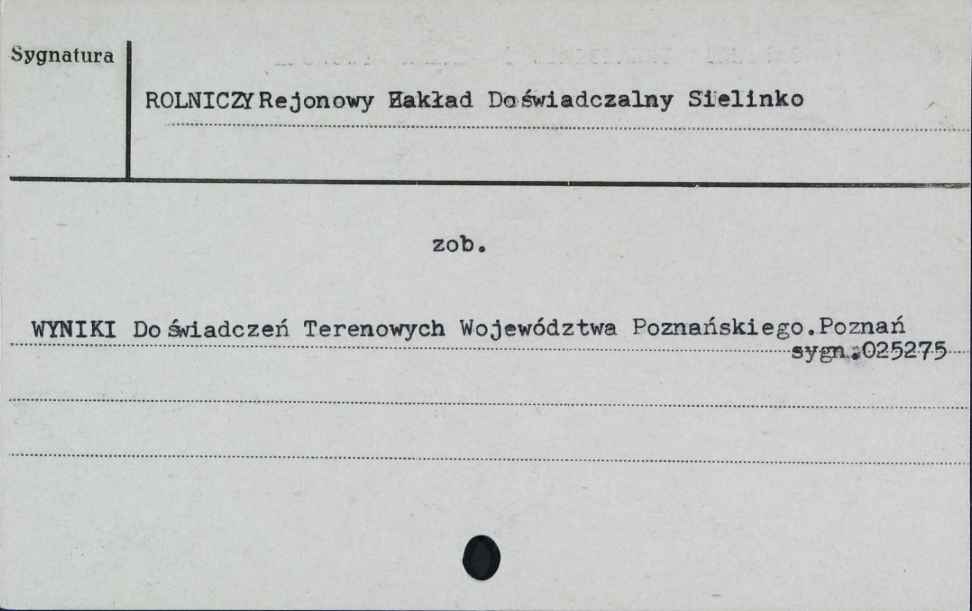 Sygnatura
ROLNICZY Rejonowy Zakład Doświadczalny Sielinko
zob.
WYNIKI Doświadczeń Terenowych Województwa Poznańskiego.Poznań
sygn.:025275